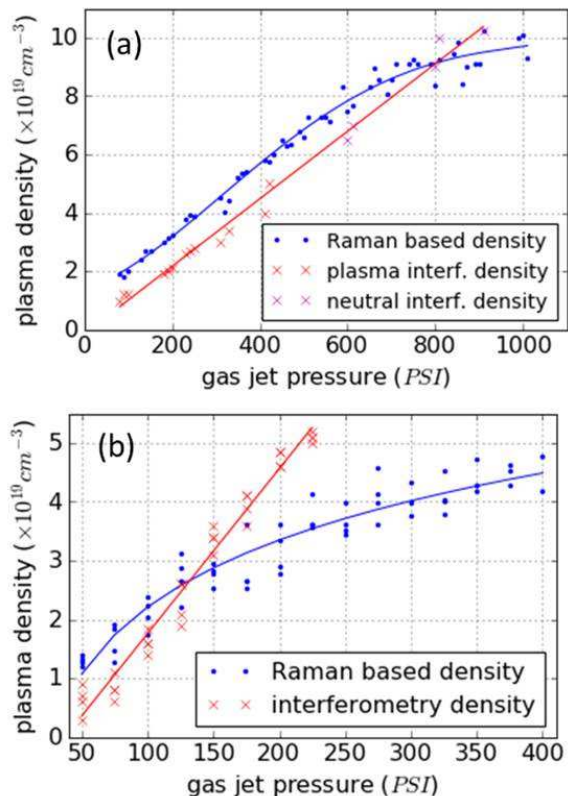 (a)
10
8
6
4
2
0
plasma density (×10¹⁹cm⁻³)
Raman based density
plasma interf. density
neutral interf. density
0 200 400 600 800 1000
gas jet pressure (PSI)
(b)
5
4
3
2
1
0
plasma density (×10¹⁹cm⁻³)
Raman based density
interferometry density
50 100 150 200 250 300 350 400
gas jet pressure (PSI)